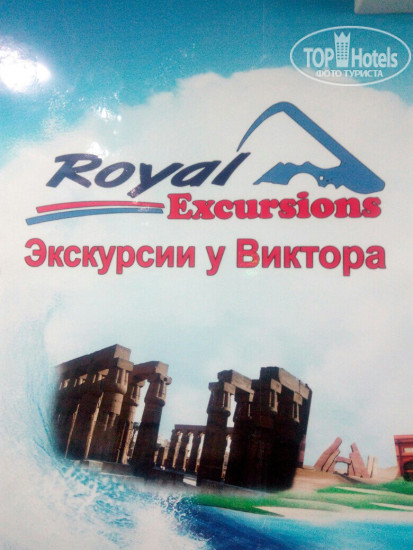 TOP Hotels
ФОТО ТУРИСТА
Royal
Excursions
Экскурсии у Виктора